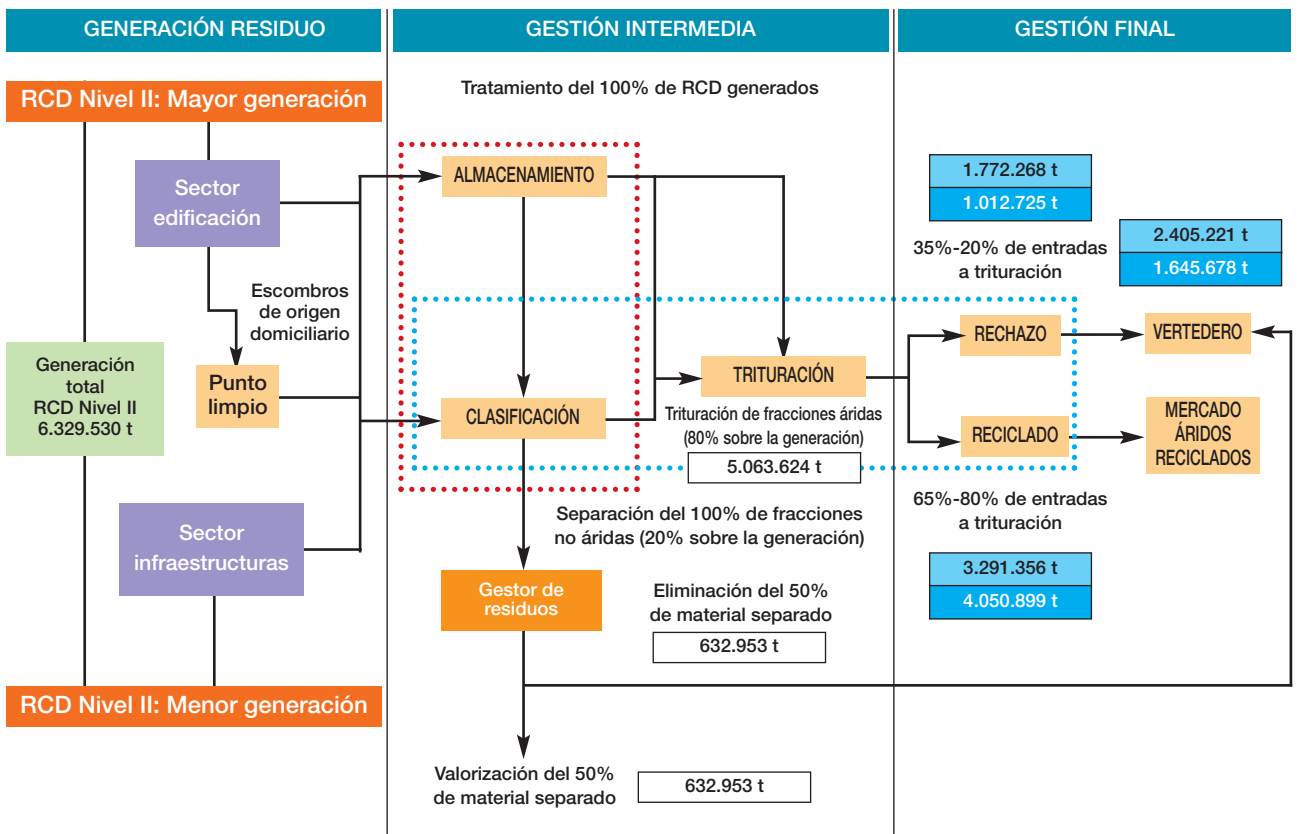 GENERACIÓN RESIDUO
GESTIÓN INTERMEDIA
GESTIÓN FINAL
RCD Nivel II: Mayor generación
Sector
edificación
Escombros
de origen
domiciliario
Generación
total
RCD Nivel II
6.329.530 t
Punto
limpio
Sector
infraestructuras
RCD Nivel II: Menor generación
Tratamiento del 100% de RCD generados
ALMACENAMIENTO
CLASIFICACIÓN
TRITURACIÓN
Trituración de fracciones áridas
(80% sobre la generación)
5.063.624 t
Separación del 100% de fracciones
no áridas (20% sobre la generación)
Gestor de
residuos
Eliminación del 50%
de material separado
632.953 t
Valorización del 50%
de material separado
632.953 t
1.772.268 t
1.012.725 t
35%-20% de entradas
a trituración
2.405.221 t
1.645.678 t
RECHAZO
VERTEDERO
RECICLADO
MERCADO
ÁRIDOS
RECICLADOS
65%-80% de entradas
a trituración
3.291.356 t
4.050.899 t